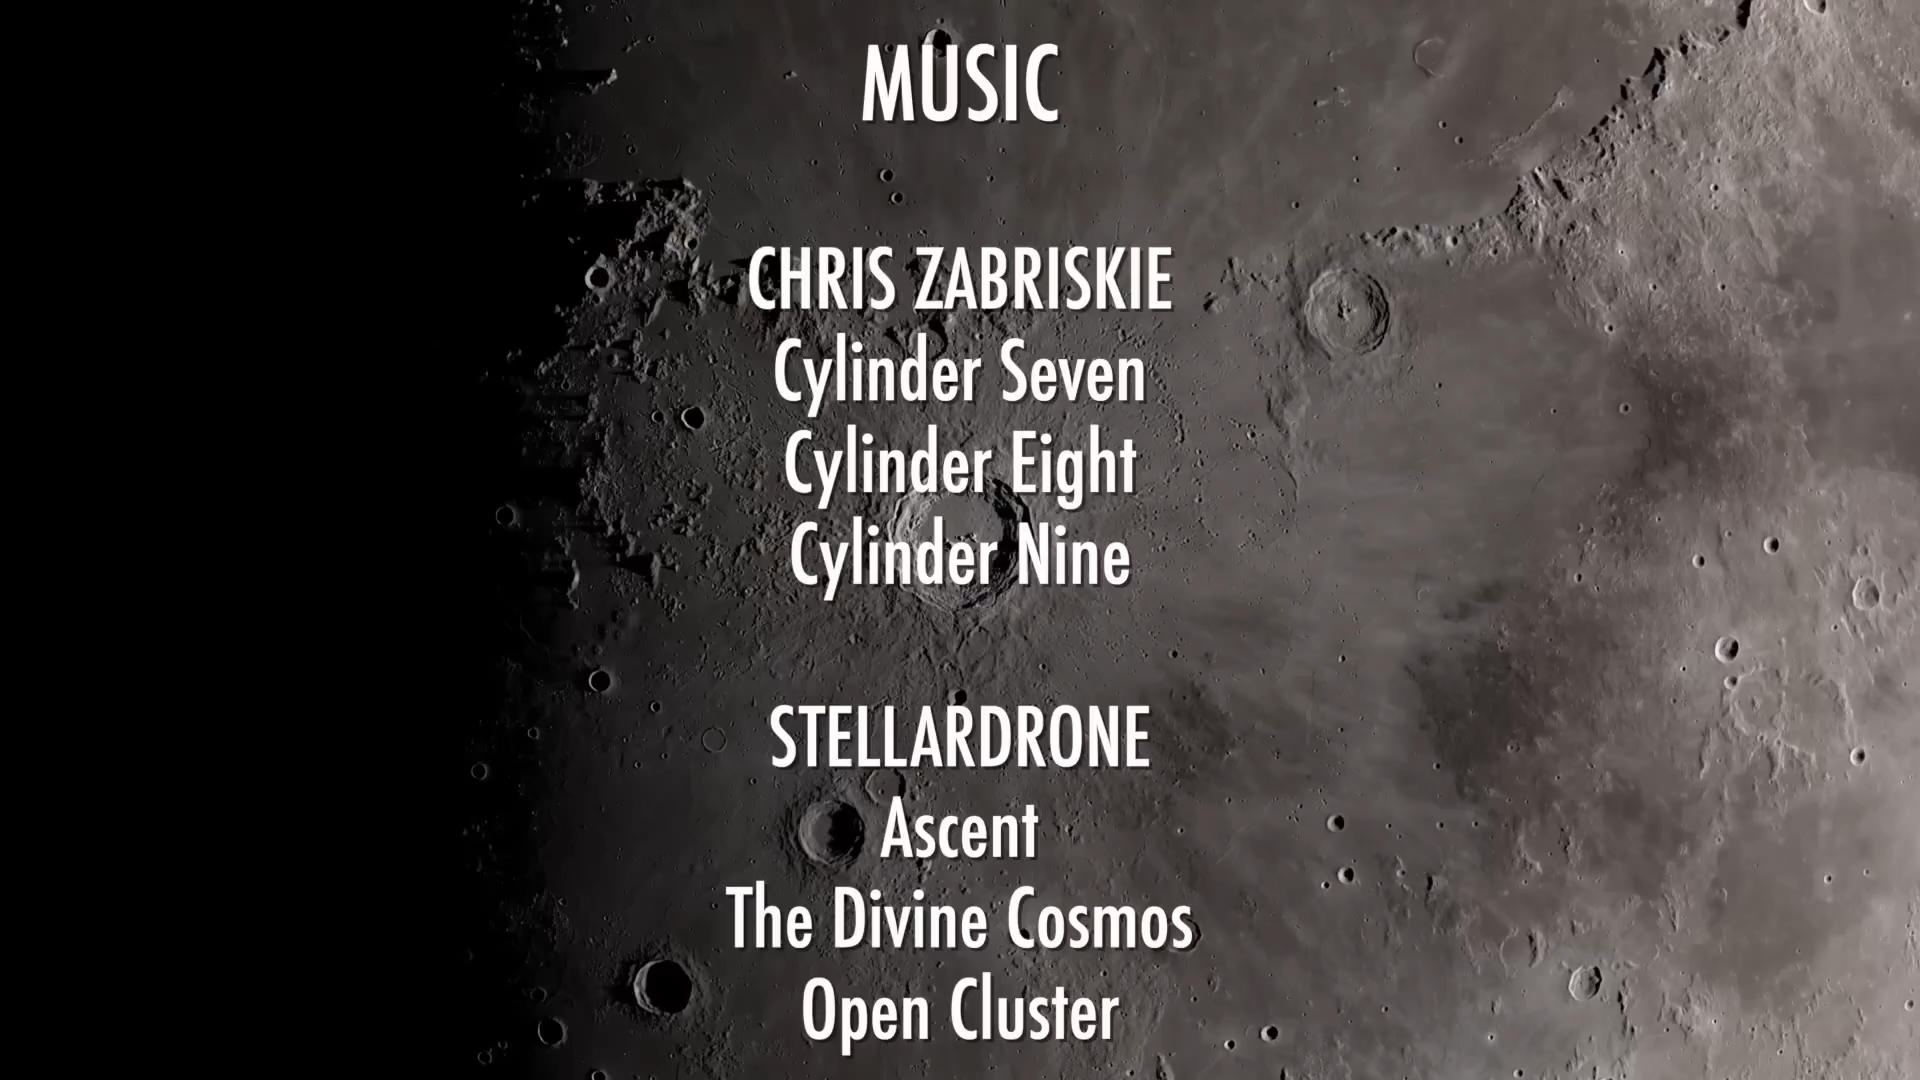 MUSIC
CHRIS ZABRISKIE
Cylinder Seven
Cylinder Eight
Cylinder Nine
STELLARDRONE
Ascent
The Divine Cosmos
Open Cluster